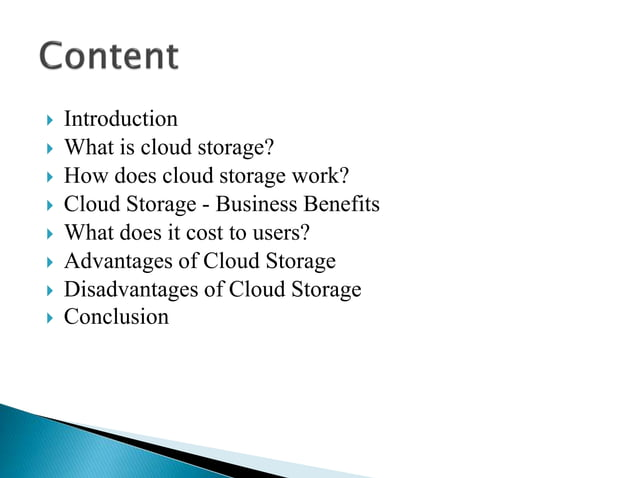 Content
Introduction
What is cloud storage?
How does cloud storage work?
Cloud Storage - Business Benefits
What does it cost to users?
Advantages of Cloud Storage
Disadvantages of Cloud Storage
Conclusion